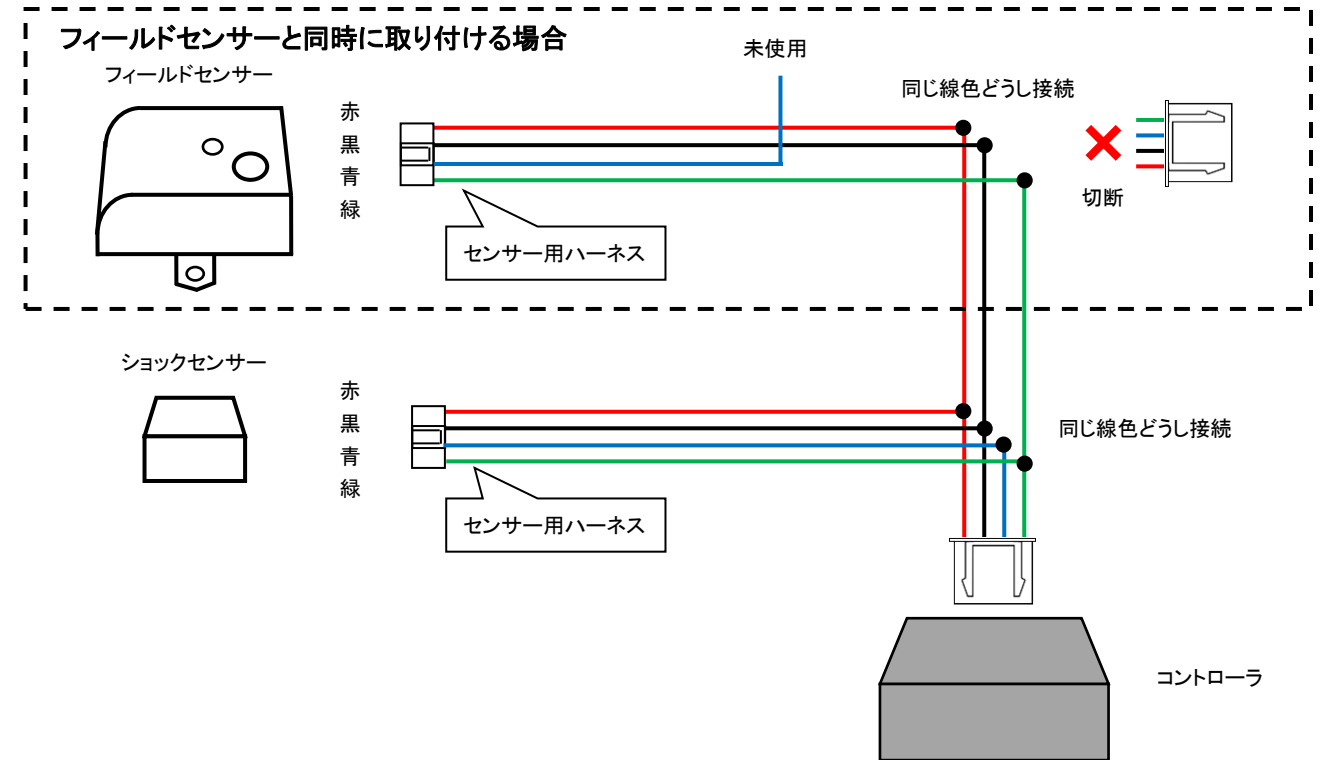 フィールドセンサーと同時に取り付ける場合
フィールドセンサー
未使用
同じ線色どうし接続
赤
黒
青
緑
切断
センサー用ハーネス
ショックセンサー
赤
黒
青
緑
同じ線色どうし接続
センサー用ハーネス
コントローラ